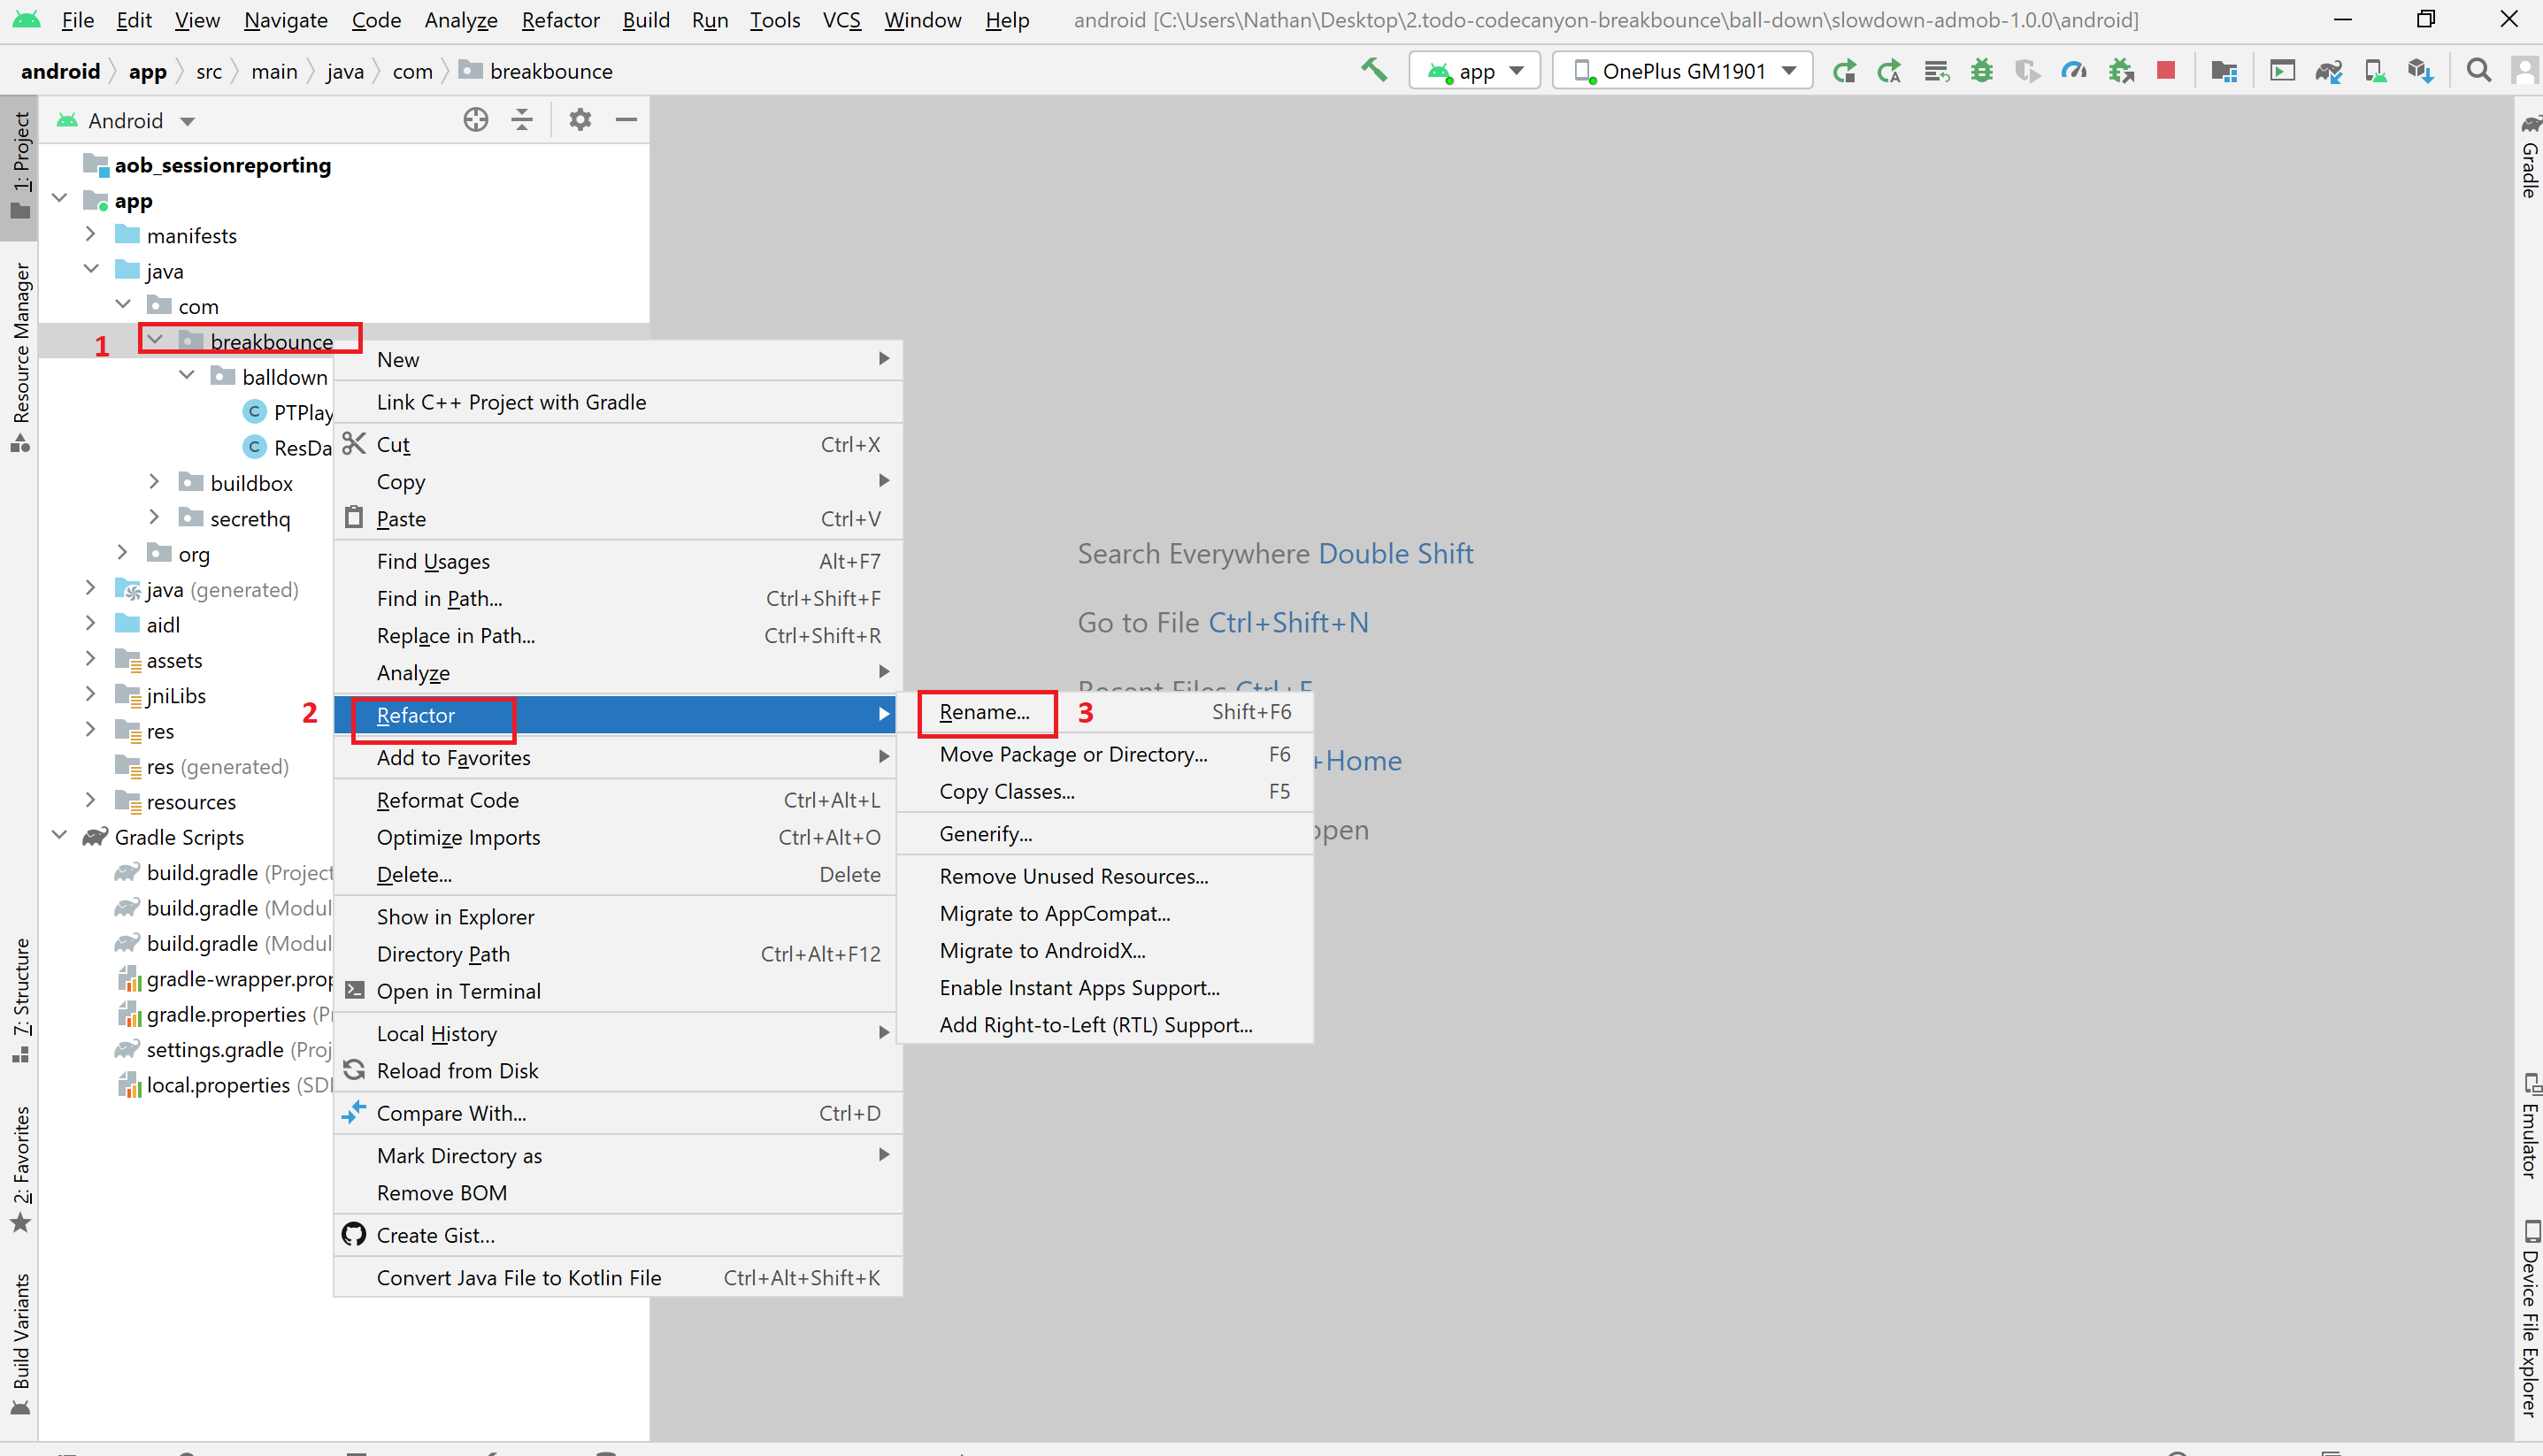 File Edit View Navigate Code Analyze Refactor Build Run Tools VCS Window Help android [C:\Users\Nathan\Desktop\2.todo-codecanyon-breakbounce\ball-down\slowdown-admob-1.0.0\android]
android app src main java com breakbounce app OnePlus GM1901
Android
1: Project
Resource Manager
7: Structure
2: Favorites
Build Variants
aob_sessionreporting
app
manifests
java
com
1 breakbounce
balldown
PTPlay
ResDa
buildbox
secrethq
org
java (generated)
aidl
assets
jniLibs
res
res (generated)
resources
Gradle Scripts
build.gradle (Project
build.gradle (Modul
build.gradle (Modul
gradle-wrapper.prop
gradle.properties (Pr
settings.gradle (Proj
local.properties (SDK
New
Link C++ Project with Gradle
Cut Ctrl+X
Copy
Paste Ctrl+V
Find Usages Alt+F7
Find in Path... Ctrl+Shift+F
Replace in Path... Ctrl+Shift+R
Analyze
2 Refactor
Add to Favorites
Reformat Code Ctrl+Alt+L
Optimize Imports Ctrl+Alt+O
Delete... Delete
Show in Explorer
Directory Path Ctrl+Alt+F12
Open in Terminal
Local History
Reload from Disk
Compare With... Ctrl+D
Mark Directory as
Remove BOM
Create Gist...
Convert Java File to Kotlin File Ctrl+Alt+Shift+K
Rename... 3 Shift+F6
Move Package or Directory... F6
Copy Classes... F5
Generify...
Remove Unused Resources...
Migrate to AppCompat...
Migrate to AndroidX...
Enable Instant Apps Support...
Add Right-to-Left (RTL) Support...
Search Everywhere Double Shift
Go to File Ctrl+Shift+N
Recent Files Ctrl+E
+Home
open
Gradle
Emulator
Device File Explorer